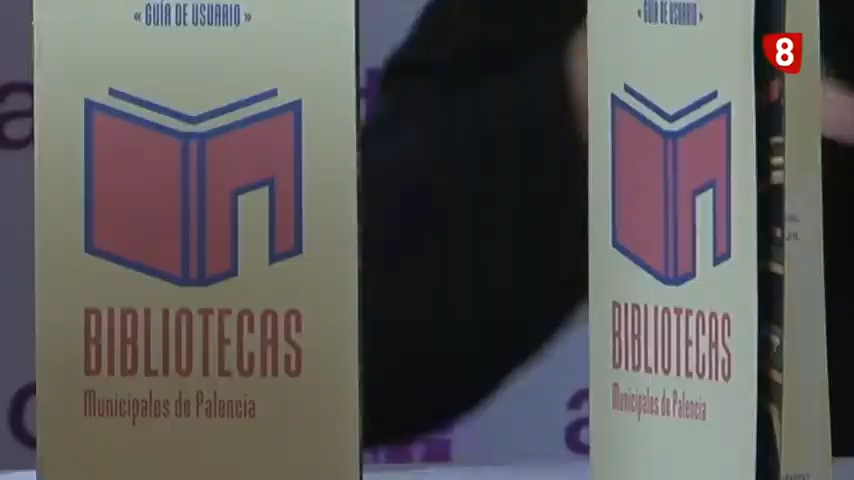 « GUÍA DE USUARIO »
BIBLIOTECAS
Municipales de Palencia
« GUÍA DE USUARIO »
BIBLIOTECAS
Municipales de Palencia
8